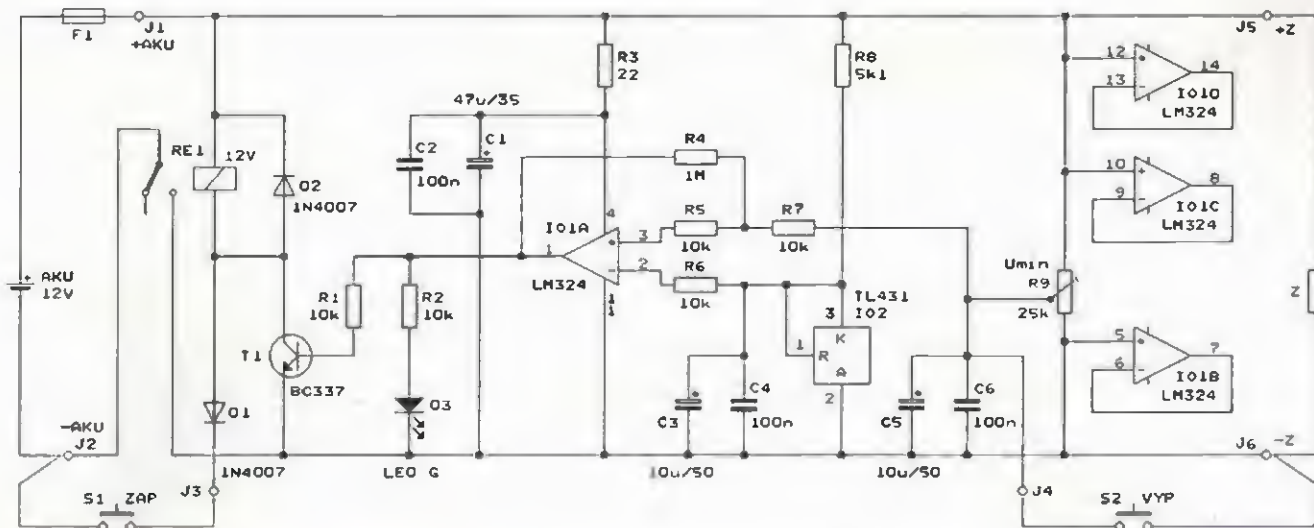 F1
J1
+AKU
R3
22
R8
5k1
J5
+Z
12
13
14
IO1D
LM324
47u/35
C2
100n
C1
R4
1M
RE1
12V
D2
1N4007
10
9
8
IO1C
LM324
IO1A
4
1
3
2
LM324
1
1
R5
10k
R7
10k
R6
10k
AKU
12V
R1
10k
R2
10k
TL431
IO2
3
K
1
R
A
2
Umin
R9
25k
Z
5
6
7
IO1B
LM324
T1
BC337
D1
D3
C3
C4
100n
C5
C6
100n
-AKU
J2
1N4007
LED G
10u/50
10u/50
J6
-Z
S1
ZAP
J3
J4
S2
VYP